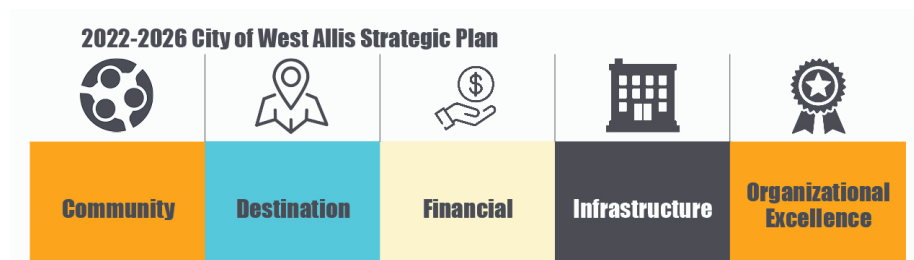 2022-2026 City of West Allis Strategic Plan
$
Community
Destination
Financial
Infrastructure
Organizational
Excellence